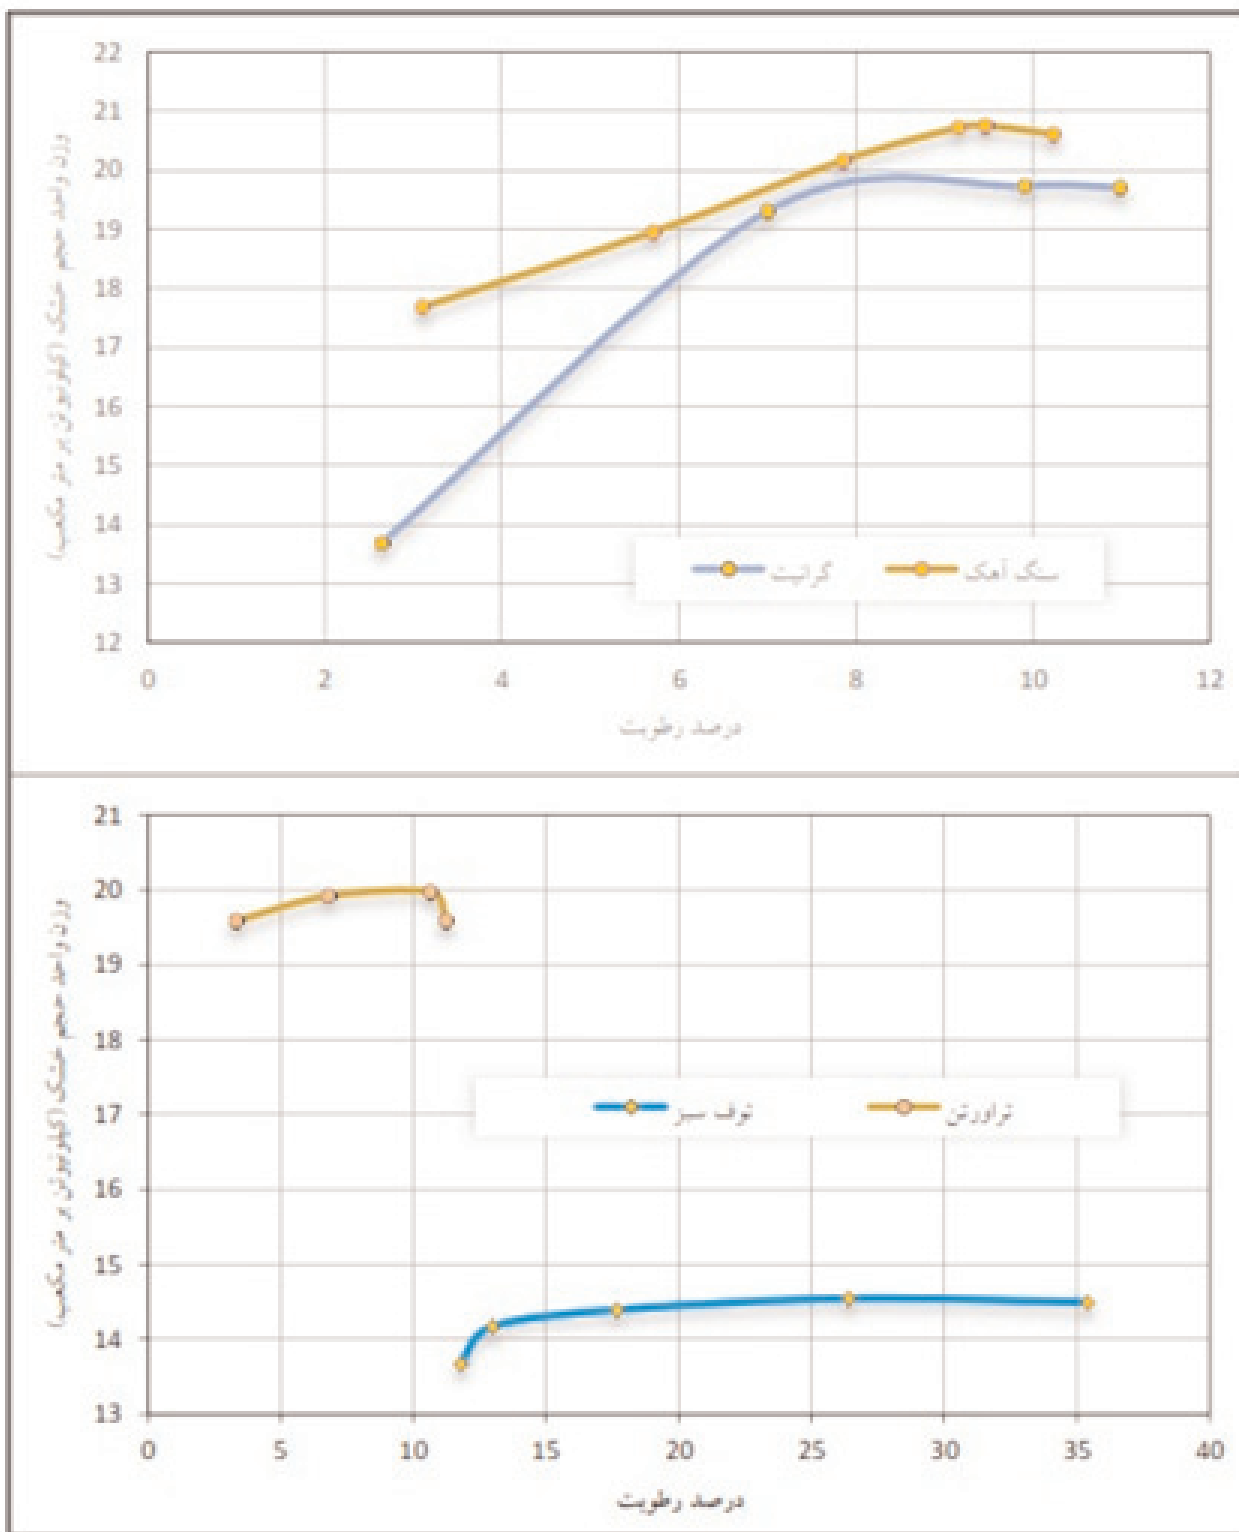 22
21
20
19
18
17
16
15
14
13
12
وزن واحد حجم خشک (کیلونیوتن بر متر مکعب)
گرانیت سنگ آهک
0 2 4 6 8 10 12
درصد رطوبت
21
20
19
18
17
16
15
14
13
وزن واحد حجم خشک (کیلونیوتن بر متر مکعب)
توف سبز تراورتن
0 5 10 15 20 25 30 35 40
درصد رطوبت